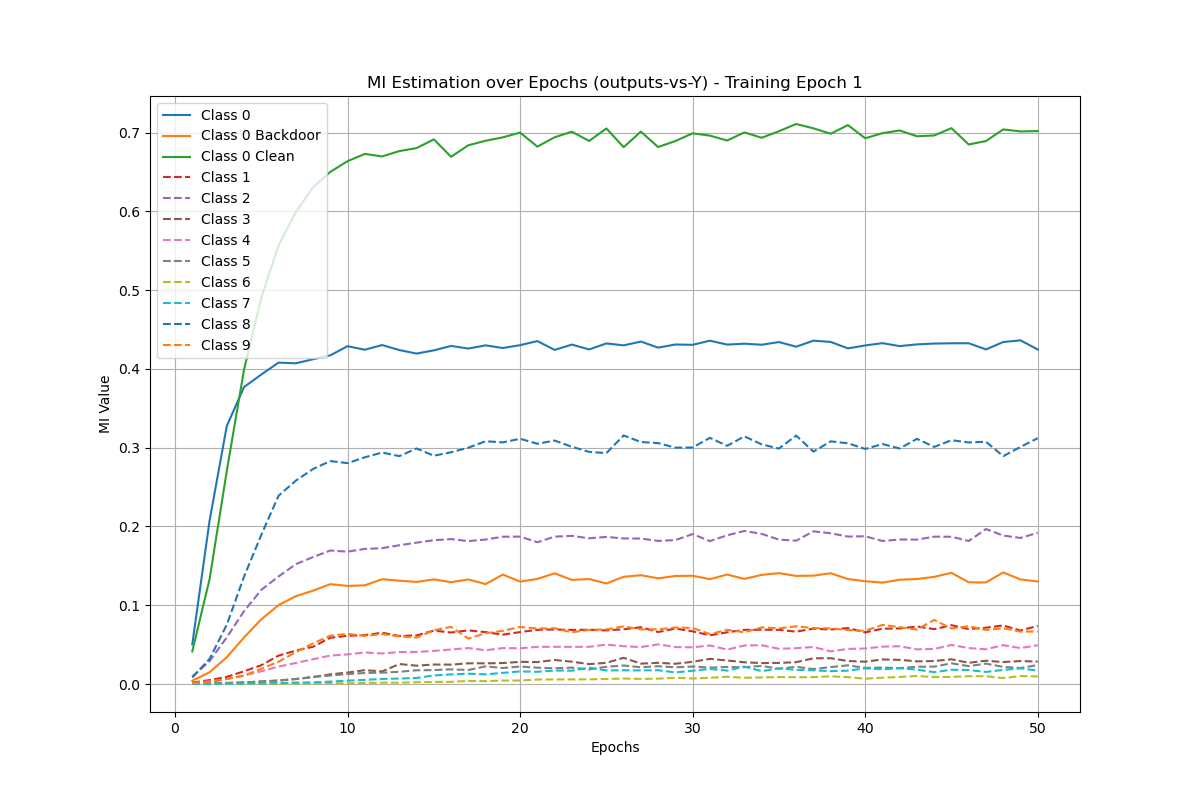 MI Estimation over Epochs (outputs-vs-Y) - Training Epoch 1
Class 0
Class 0 Backdoor
Class 0 Clean
Class 1
Class 2
Class 3
Class 4
Class 5
Class 6
Class 7
Class 8
Class 9
MI Value
0.7
0.6
0.5
0.4
0.3
0.2
0.1
0.0
0 10 20 30 40 50
Epochs